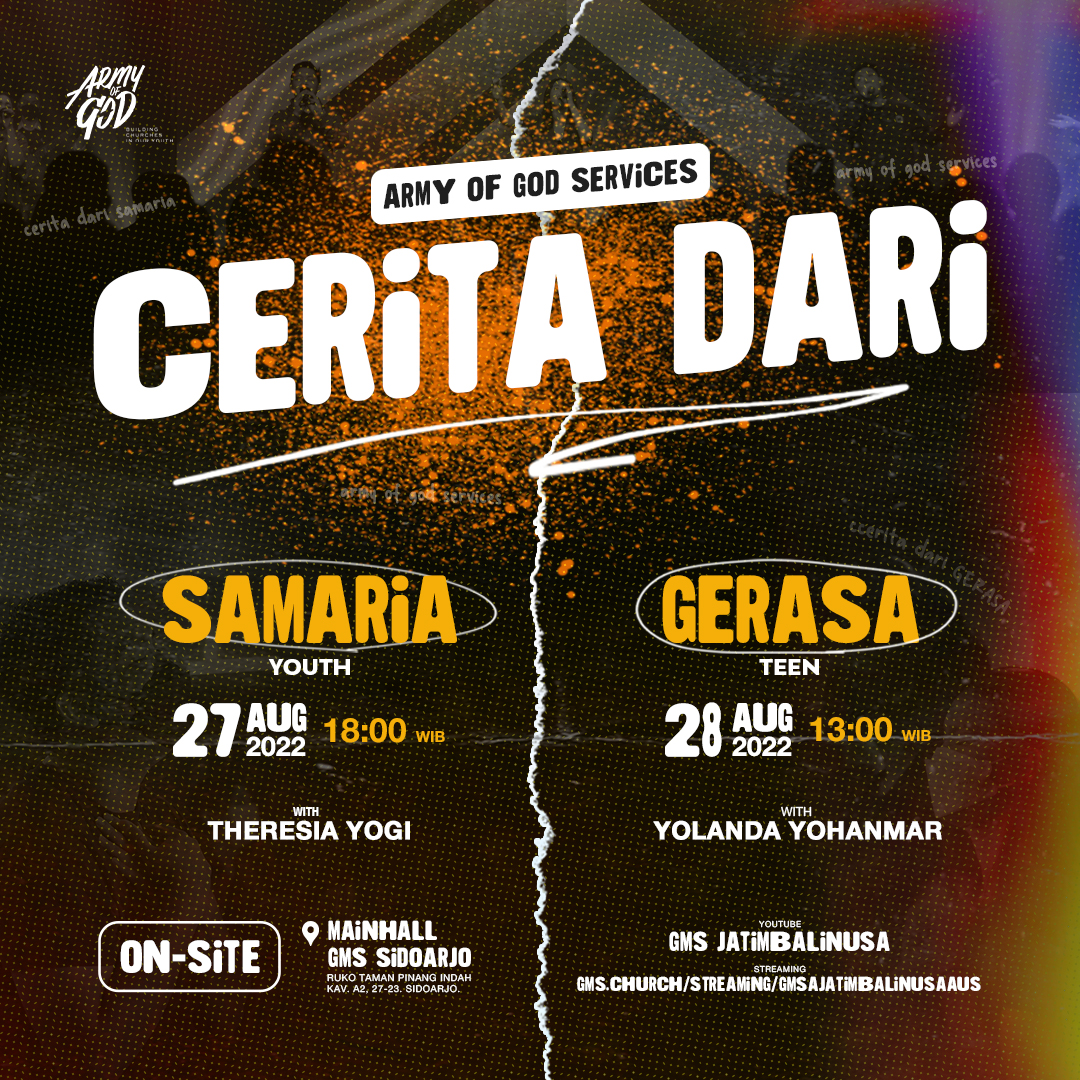 ARMY
OF
GOD
BUILDING
CHURCHES
IN OUR YOUTH
ARMY OF GOD SERViCES
army of god services
cerita dari samaria
CERiTA DARi
army of god services
cerita dari GERASA
SAMARiA
YOUTH
27 AUG 2022 18:00 WIB
WITH
THERESIA YOGI
GERASA
TEEN
28 AUG 2022 13:00 WIB
WITH
YOLANDA YOHANMAR
ON-SiTE
MAiNHALL
GMS SiDOARJO
RUKO TAMAN PINANG INDAH
KAV. A2, 27-23. SIDOARJO.
YOUTUBE
GMS JATiMBALiNUSA
STREAMING
GMS.CHURCH/STREAMiNG/GMSAJATiMBALiNUSAAUS